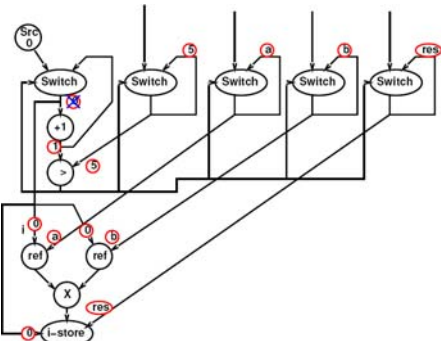 Src
0
5 a b res
Switch Switch Switch Switch Switch
+1
1
> 5
i 0 a 0 b
ref ref
X
res
0 i-store